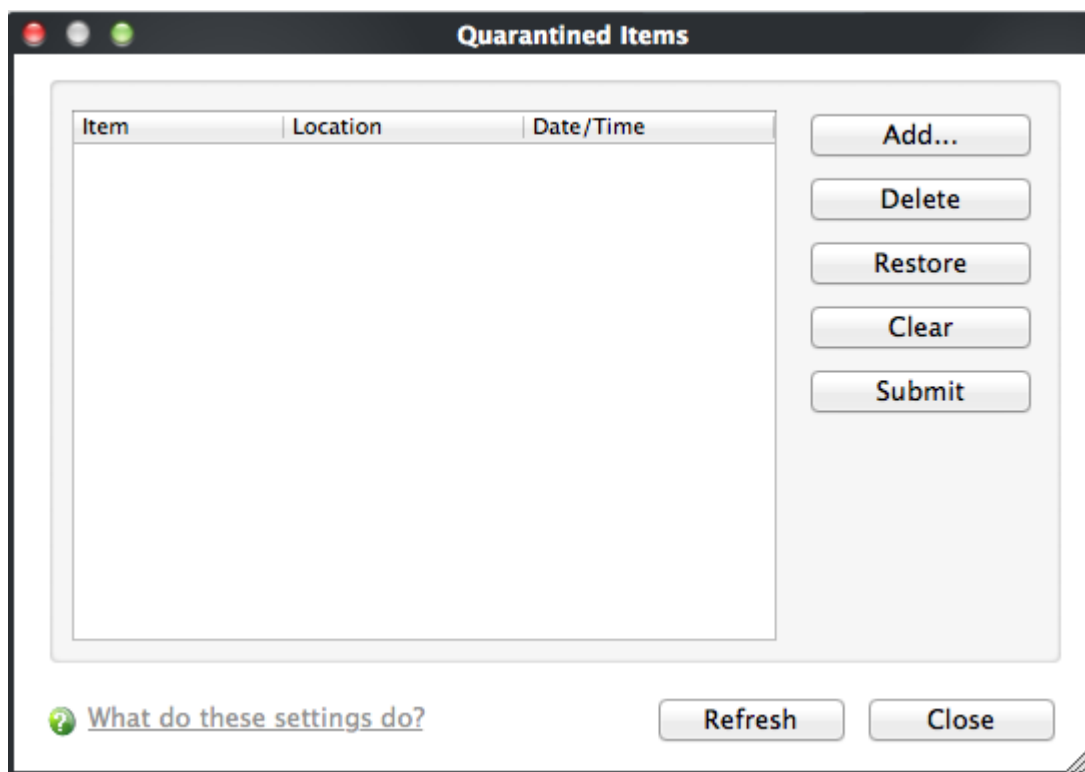 Quarantined Items
Item Location Date/Time
Add...
Delete
Restore
Clear
Submit
What do these settings do?
Refresh Close